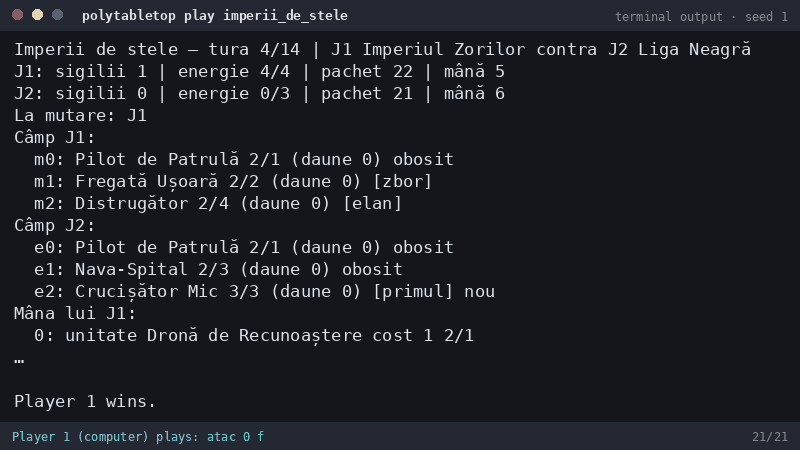 polytabletop play imperii_de_stele
terminal output · seed 1
Imperii de stele — tura 4/14 | J1 Imperiul Zorilor contra J2 Liga Neagră
J1: sigilii 1 | energie 4/4 | pachet 22 | mână 5
J2: sigilii 0 | energie 0/3 | pachet 21 | mână 6
La mutare: J1
Câmp J1:
m0: Pilot de Patrulă 2/1 (daune 0) obosit
m1: Fregată Ușoară 2/2 (daune 0) [zbor]
m2: Distrugător 2/4 (daune 0) [elan]
Câmp J2:
e0: Pilot de Patrulă 2/1 (daune 0) obosit
e1: Nava-Spital 2/3 (daune 0) obosit
e2: Crucișător Mic 3/3 (daune 0) [primul] nou
Mâna lui J1:
0: unitate Dronă de Recunoaștere cost 1 2/1
…
Player 1 wins.
Player 1 (computer) plays: atac 0 f
21/21